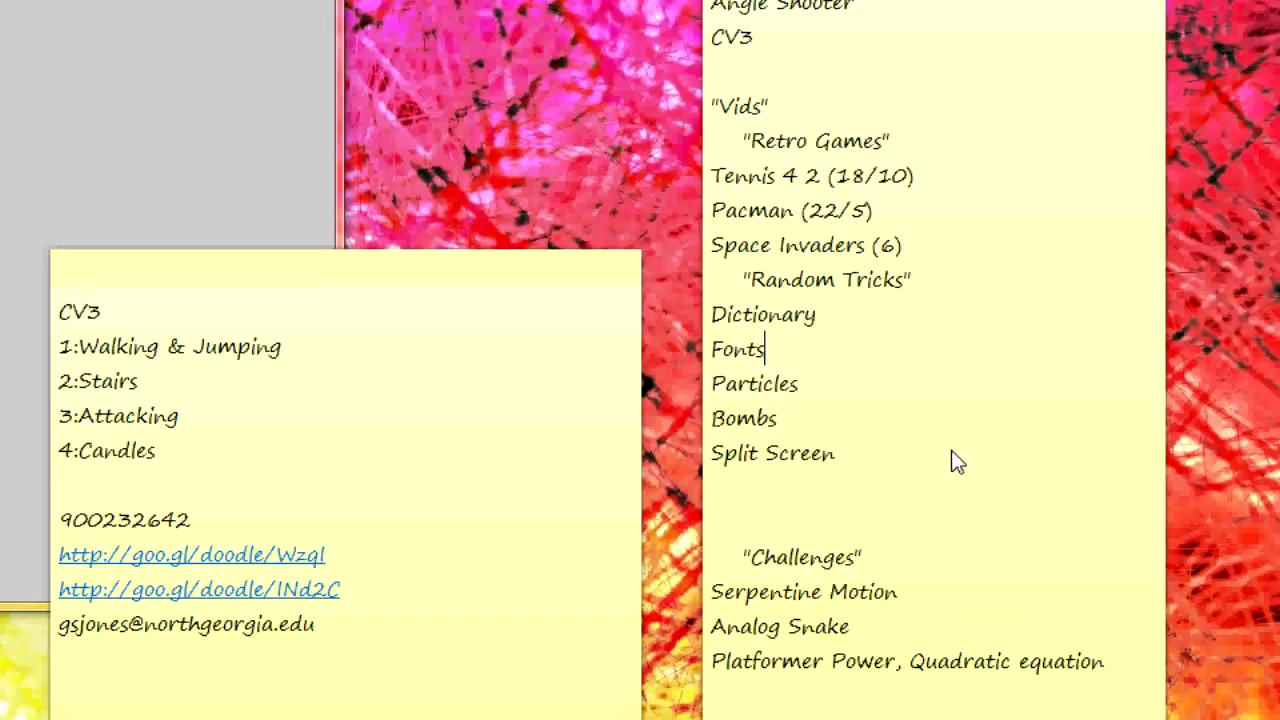 Angle Shooter
CV3
"Vids"
"Retro Games"
Tennis 4 2 (18/10)
Pacman (22/5)
Space Invaders (6)
"Random Tricks"
Dictionary
Fonts
Particles
Bombs
Split Screen
"Challenges"
Serpentine Motion
Analog Snake
Platformer Power, Quadratic equation
CV3
1:Walking & Jumping
2:Stairs
3:Attacking
4:Candles
900232642
http://goo.gl/doodle/Wzql
http://goo.gl/doodle/lNd2C
gsjones@northgeorgia.edu